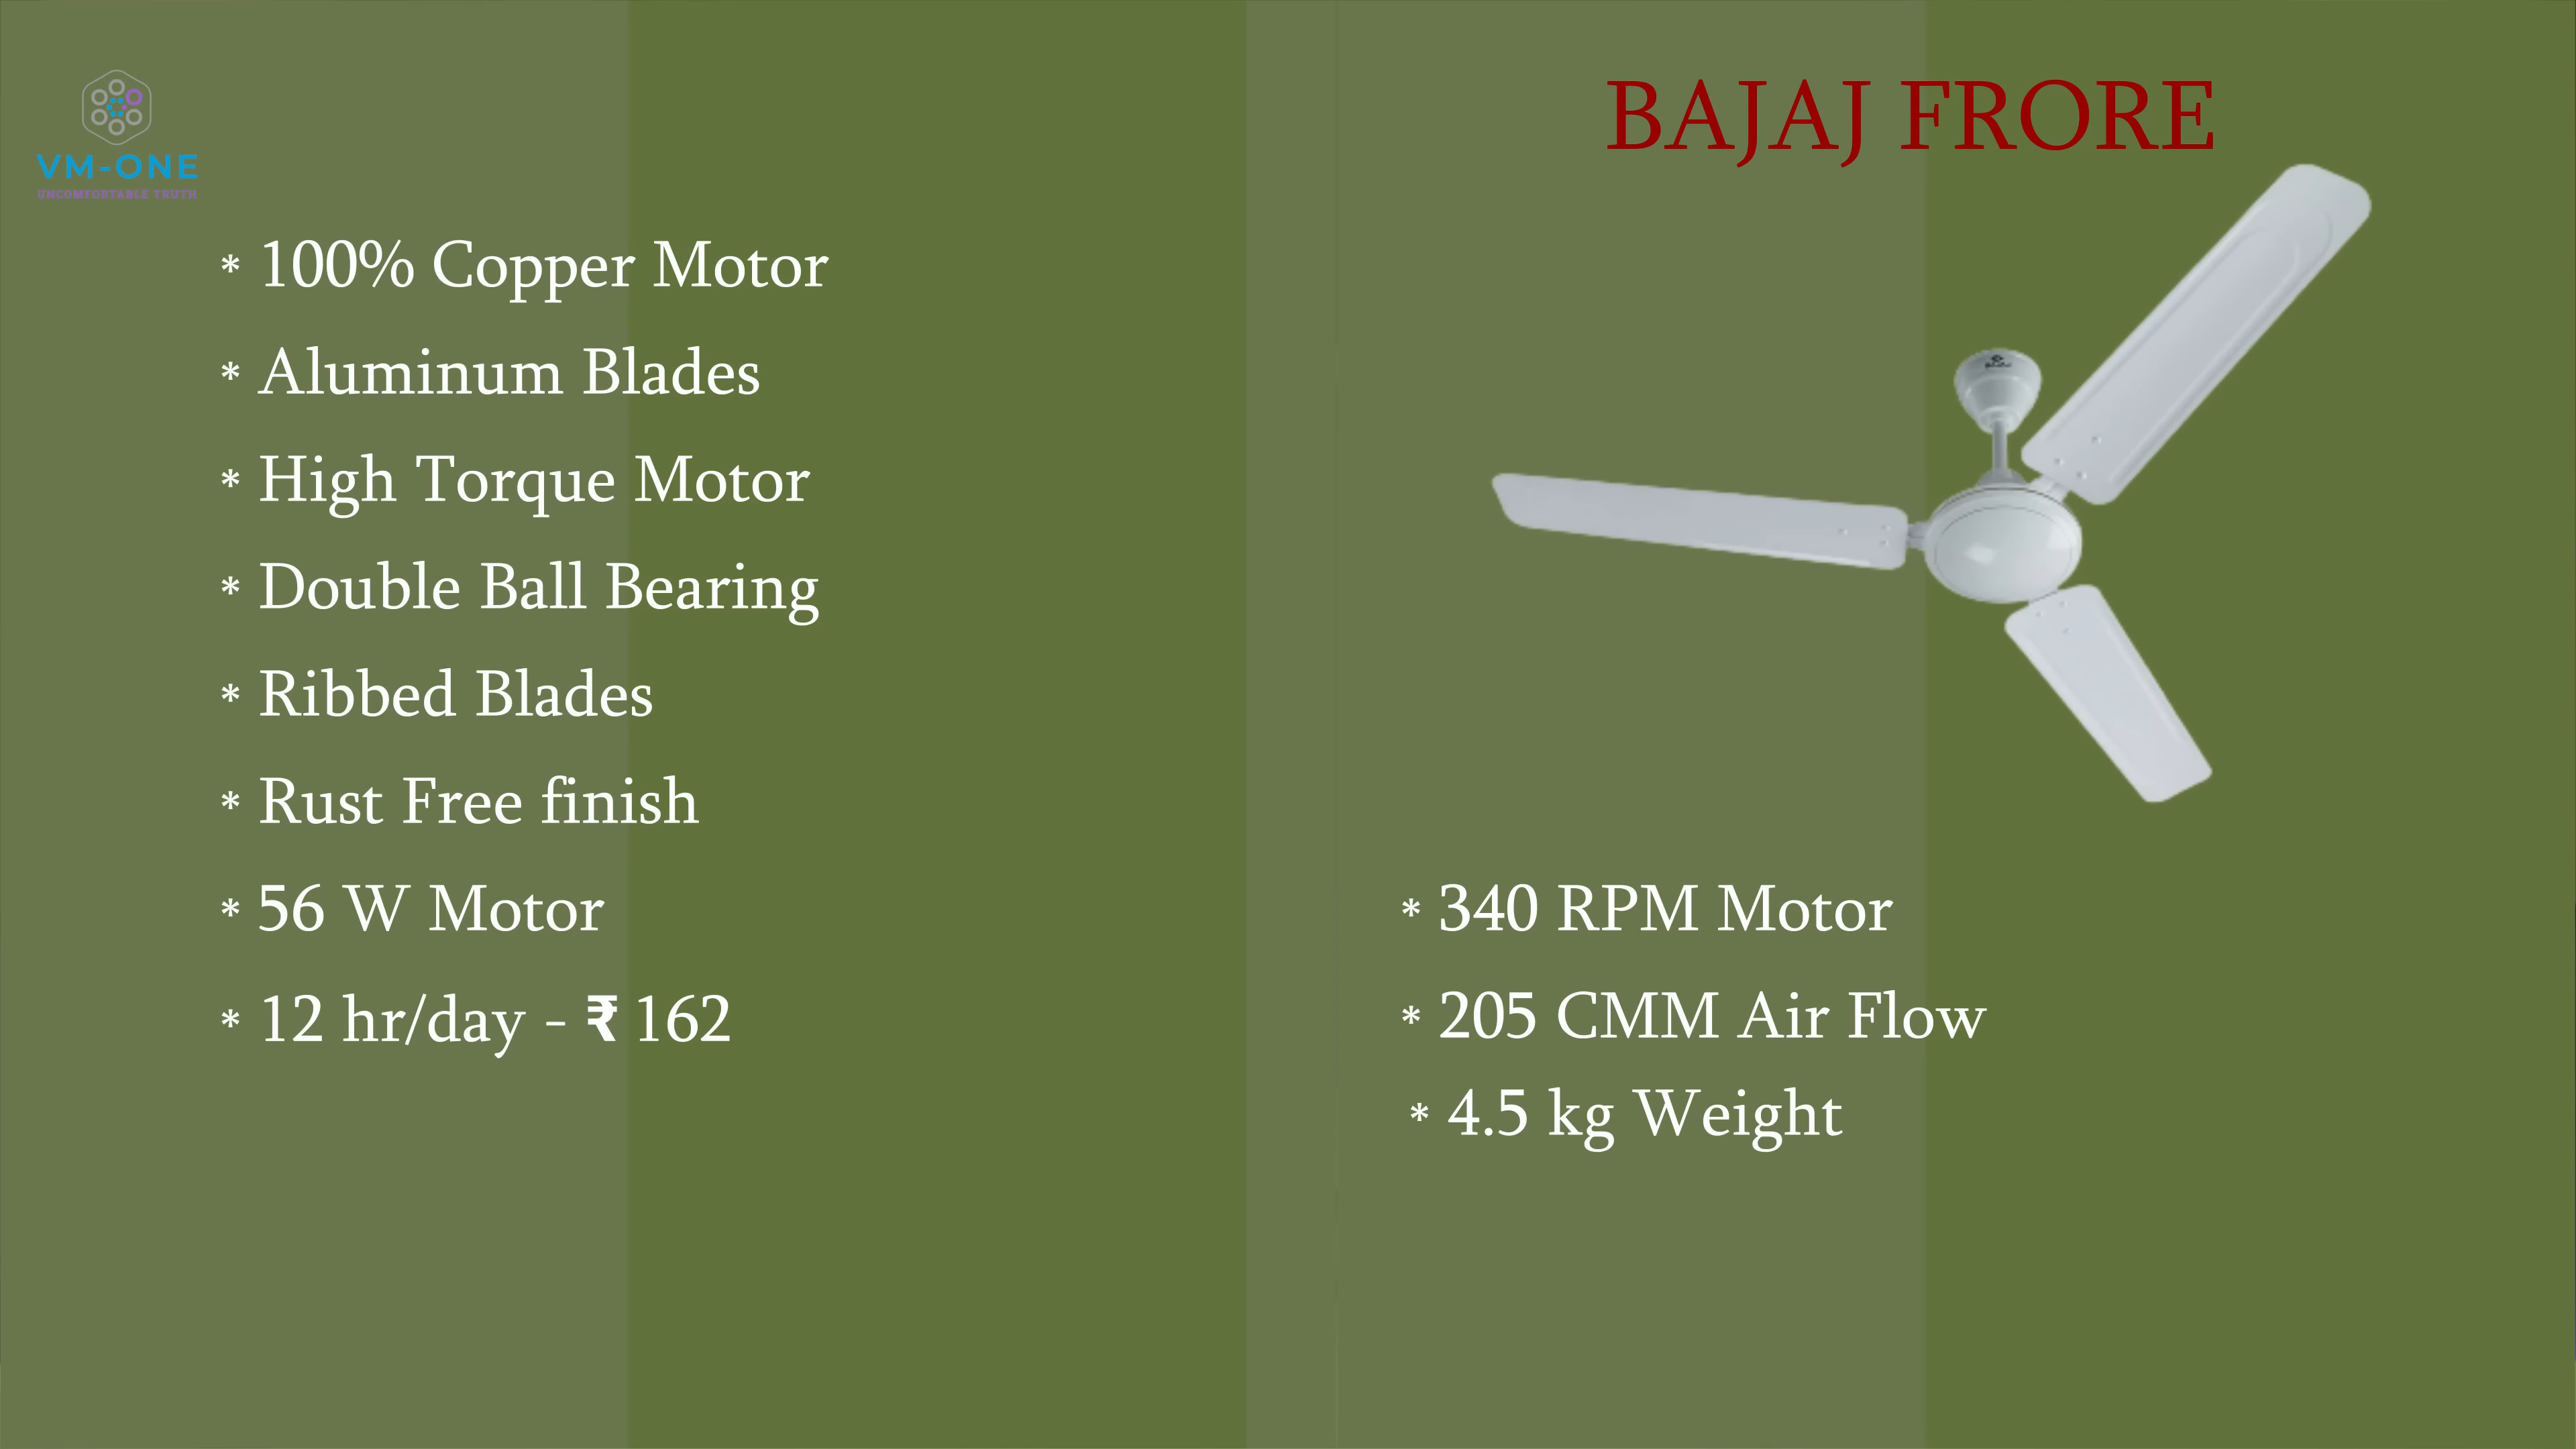 VM-ONE
UNCOMFORTABLE TRUTH
BAJAJ FRORE
* 100% Copper Motor
* Aluminum Blades
* High Torque Motor
* Double Ball Bearing
* Ribbed Blades
* Rust Free finish
* 56 W Motor
* 12 hr/day - ₹ 162
* 340 RPM Motor
* 205 CMM Air Flow
* 4.5 kg Weight